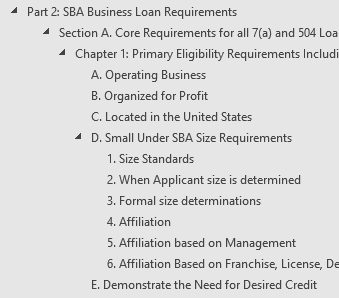 Part 2: SBA Business Loan Requirements
Section A. Core Requirements for all 7(a) and 504 Loa
Chapter 1: Primary Eligibility Requirements Includi
A. Operating Business
B. Organized for Profit
C. Located in the United States
D. Small Under SBA Size Requirements
1. Size Standards
2. When Applicant size is determined
3. Formal size determinations
4. Affiliation
5. Affiliation based on Management
6. Affiliation Based on Franchise, License, De
E. Demonstrate the Need for Desired Credit